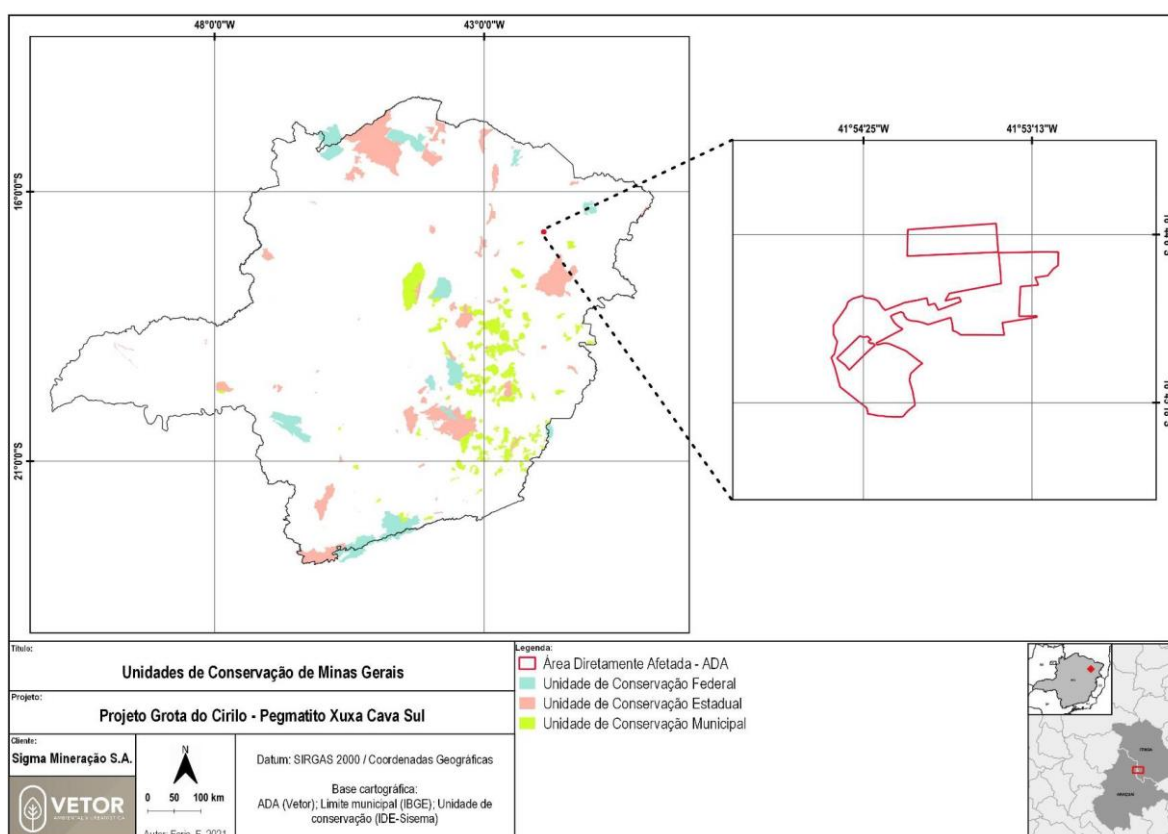 48°0'0"W
43°0'0"W
16°0'0"S
21°0'0"S
41°54'25"W
41°53'13"W
Título:
Unidades de Conservação de Minas Gerais
Projeto:
Projeto Grota do Cirilo - Pegmatito Xuxa Cava Sul
Cliente:
Sigma Mineração S.A.
VETOR
N
0 50 100 km
Datum: SIRGAS 2000 / Coordenadas Geográficas
Base cartográfica:
ADA (Vetor); Limite municipal (IBGE); Unidade de
conservação (IDE-Sisema)
Legenda:
Área Diretamente Afetada - ADA
Unidade de Conservação Federal
Unidade de Conservação Estadual
Unidade de Conservação Municipal